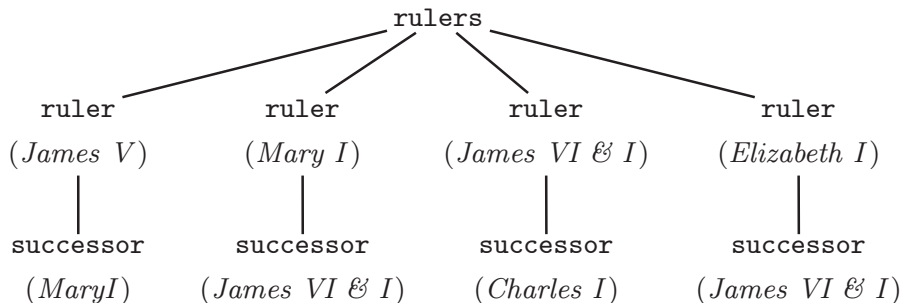 rulers
ruler ruler ruler ruler
(James V) (Mary I) (James VI & I) (Elizabeth I)
successor successor successor successor
(MaryI) (James VI & I) (Charles I) (James VI & I)